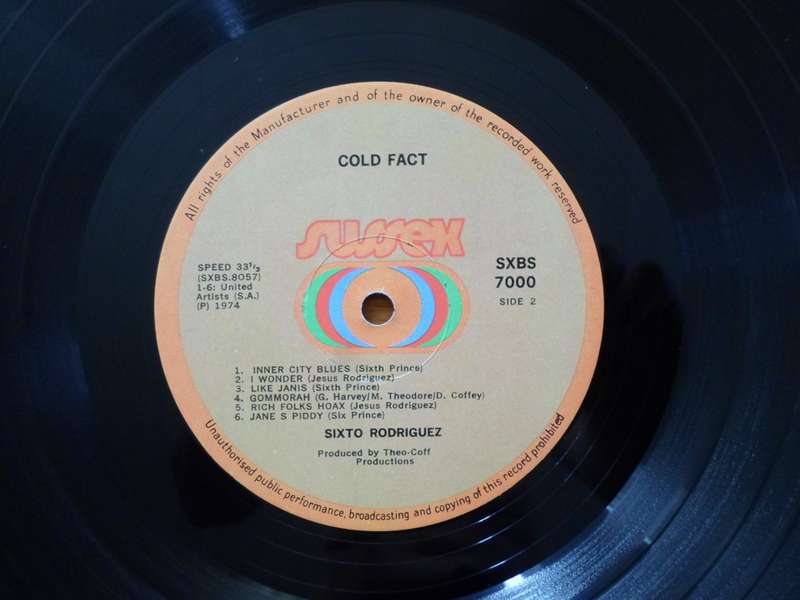 All rights of the Manufacturer and of the owner of the recorded work reserved
COLD FACT
sussex
SPEED 33⅓
(SXBS.8057)
1-6: United
Artists (S.A.)
(P) 1974
SXBS
7000
SIDE 2
1. INNER CITY BLUES (Sixth Prince)
2. I WONDER (Jesus Rodriguez)
3. LIKE JANIS (Sixth Prince)
4. GOMMORAH (G. Harvey/M. Theodore/D. Coffey)
5. RICH FOLKS HOAX (Jesus Rodriguez)
6. JANE S PIDDY (Six Prince)
SIXTO RODRIGUEZ
Produced by Theo-Coff
Productions
Unauthorised public performance, broadcasting and copying of this record prohibited